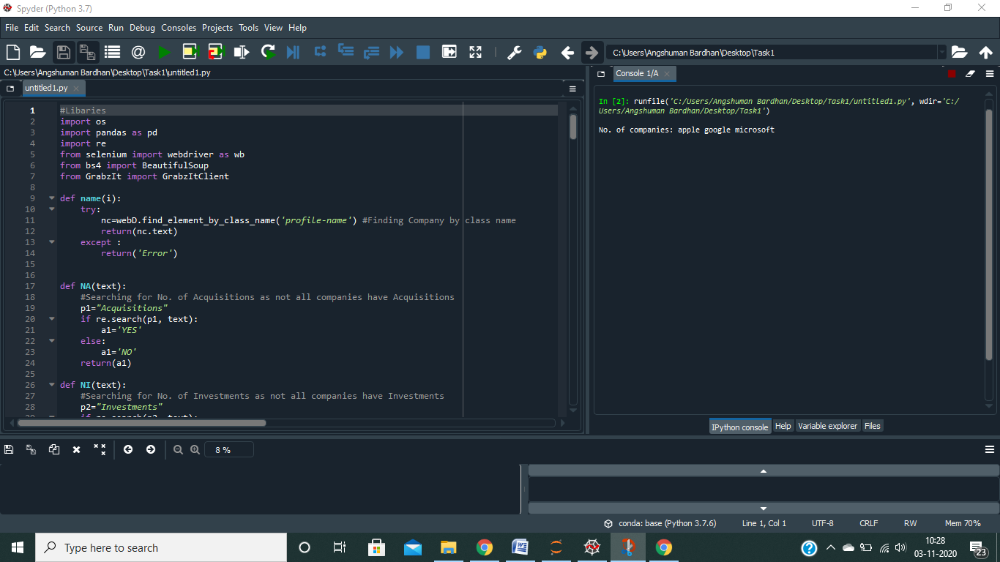 Spyder (Python 3.7)
File Edit Search Source Run Debug Consoles Projects Tools View Help
C:\Users\Angshuman Bardhan\Desktop\Task1
C:\Users\Angshuman Bardhan\Desktop\Task1\untitled1.py
untitled1.py
1 #Libaries
2 import os
3 import pandas as pd
4 import re
5 from selenium import webdriver as wb
6 from bs4 import BeautifulSoup
7 from GrabzIt import GrabzItClient
8
9 def name(i):
10 try:
11 nc=webD.find_element_by_class_name('profile-name') #Finding Company by class name
12 return(nc.text)
13 except :
14 return('Error')
15
16
17 def NA(text):
18 #Searching for No. of Acquisitions as not all companies have Acquisitions
19 p1="Acquisitions"
20 if re.search(p1, text):
21 a1='YES'
22 else:
23 a1='NO'
24 return(a1)
25
26 def NI(text):
27 #Searching for No. of Investments as not all companies have Investments
28 p2="Investments"
29 if re.search(p2, text):
Console 1/A
In [2]: runfile('C:/Users/Angshuman Bardhan/Desktop/Task1/untitled1.py', wdir='C:/
Users/Angshuman Bardhan/Desktop/Task1')
No. of companies: apple google microsoft
IPython console Help Variable explorer Files
8 %
conda: base (Python 3.7.6) Line 1, Col 1 UTF-8 CRLF RW Mem 70%
Type here to search
10:28
03-11-2020
23